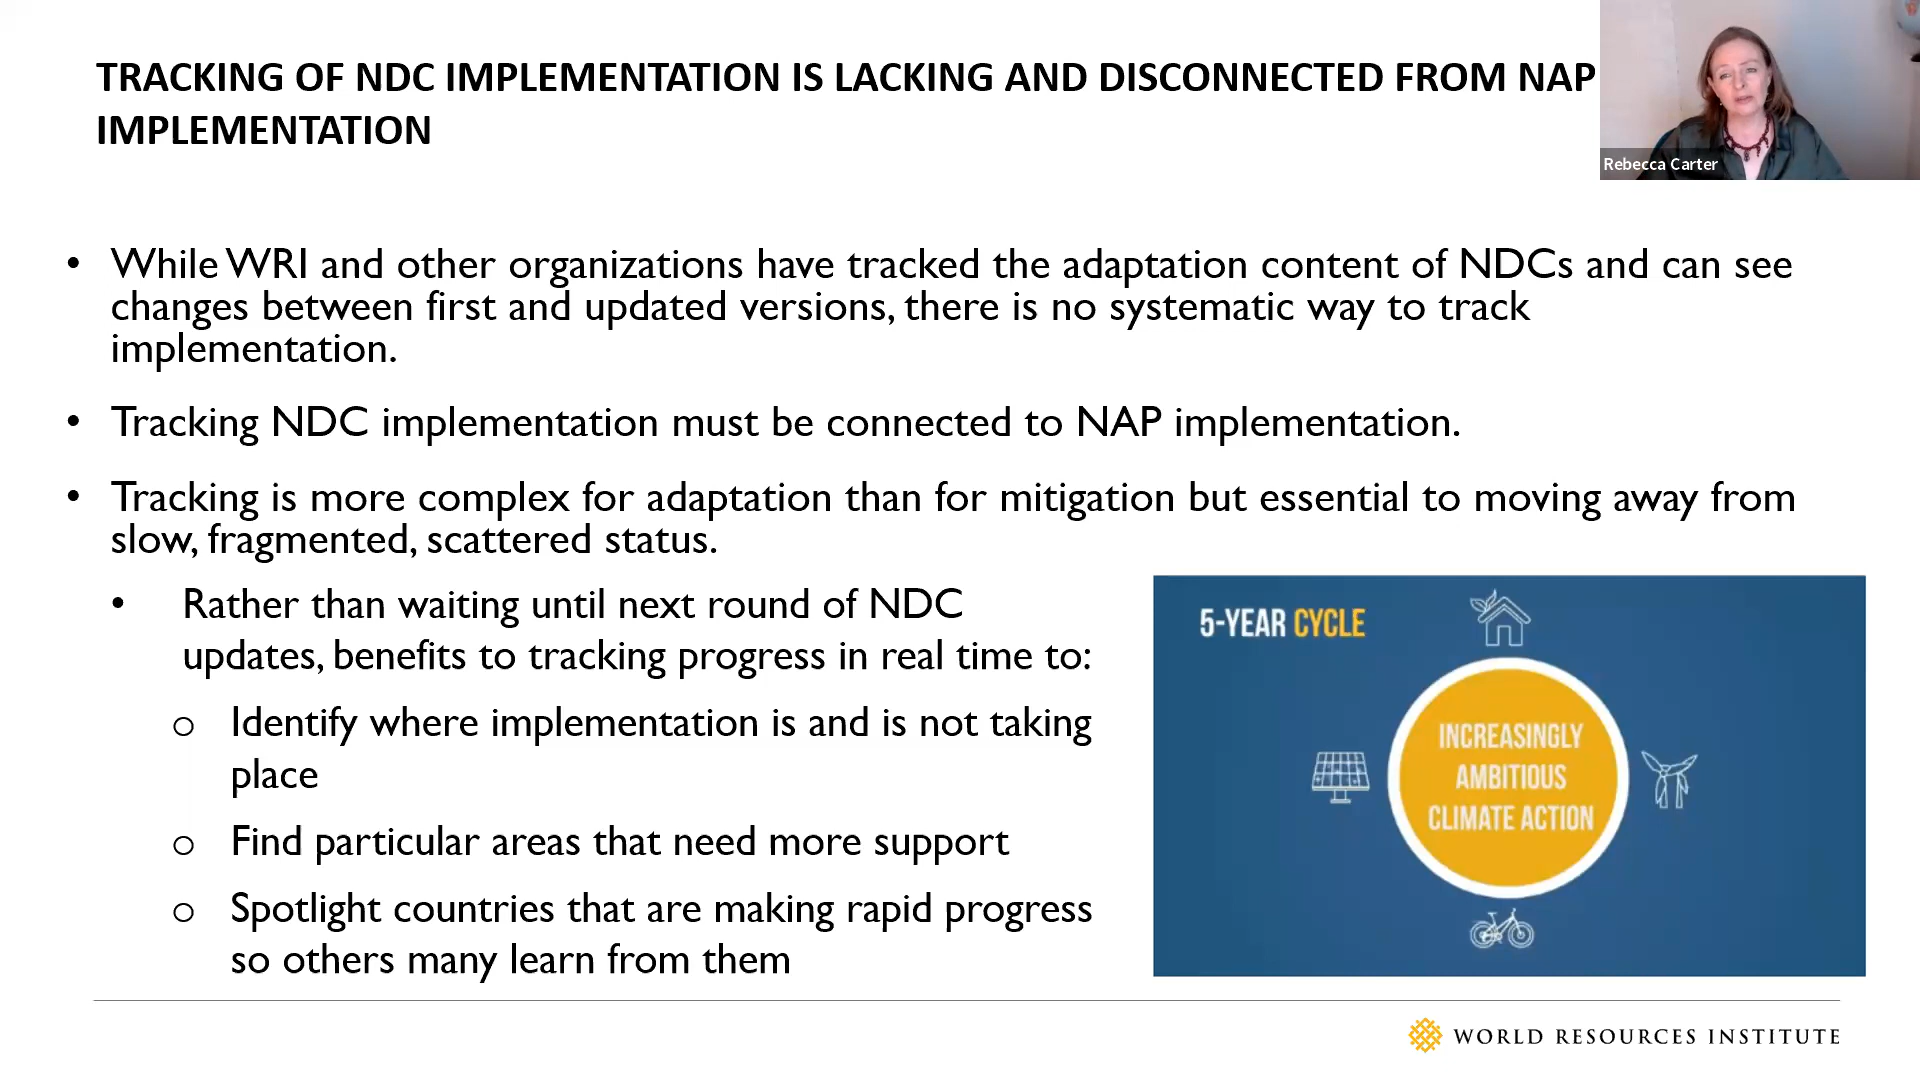 TRACKING OF NDC IMPLEMENTATION IS LACKING AND DISCONNECTED FROM NAP
IMPLEMENTATION
Rebecca Carter
• While WRI and other organizations have tracked the adaptation content of NDCs and can see
changes between first and updated versions, there is no systematic way to track
implementation.
• Tracking NDC implementation must be connected to NAP implementation.
• Tracking is more complex for adaptation than for mitigation but essential to moving away from
slow, fragmented, scattered status.
• Rather than waiting until next round of NDC
updates, benefits to tracking progress in real time to:
o Identify where implementation is and is not taking
place
o Find particular areas that need more support
o Spotlight countries that are making rapid progress
so others many learn from them
5-YEAR CYCLE
INCREASINGLY
AMBITIOUS
CLIMATE ACTION
WORLD RESOURCES INSTITUTE